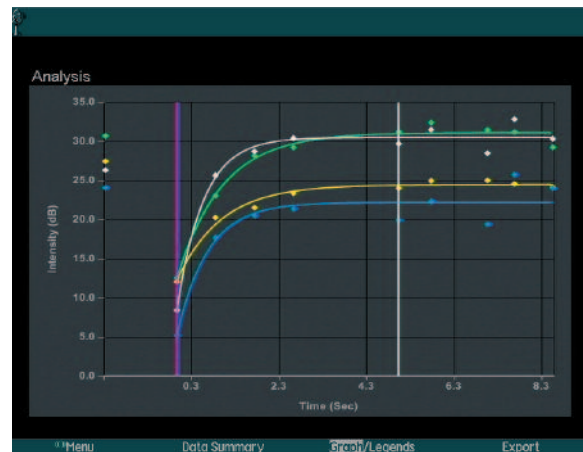 Analysis
35.0
30.0
25.0
20.0
15.0
10.0
5.0
0.0
Intensity (dB)
0.3 2.3 4.3 6.3 8.3
Time (Sec)
Menu Data Summary Graph/Legends Export